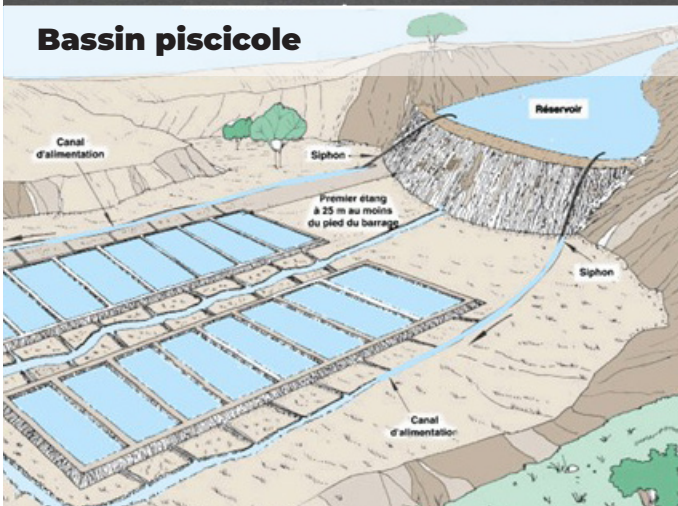 Bassin piscicole
Réservoir
Canal
d'alimentation
Siphon
Premier étang
à 25 m au moins
du pied du barrage
Siphon
Canal
d'alimentation